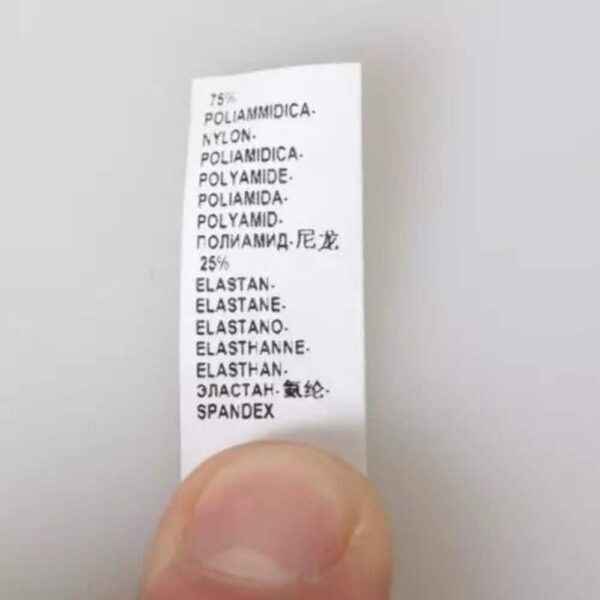 75%
POLIAMMIDICA-
NYLON-
POLIAMIDICA-
POLYAMIDE-
POLIAMIDA-
POLYAMID-
ПОЛИАМИД-尼龙
25%
ELASTAN-
ELASTANE-
ELASTANO-
ELASTHANNE-
ELASTHAN-
ЭЛАСТАН-氨纶-
SPANDEX